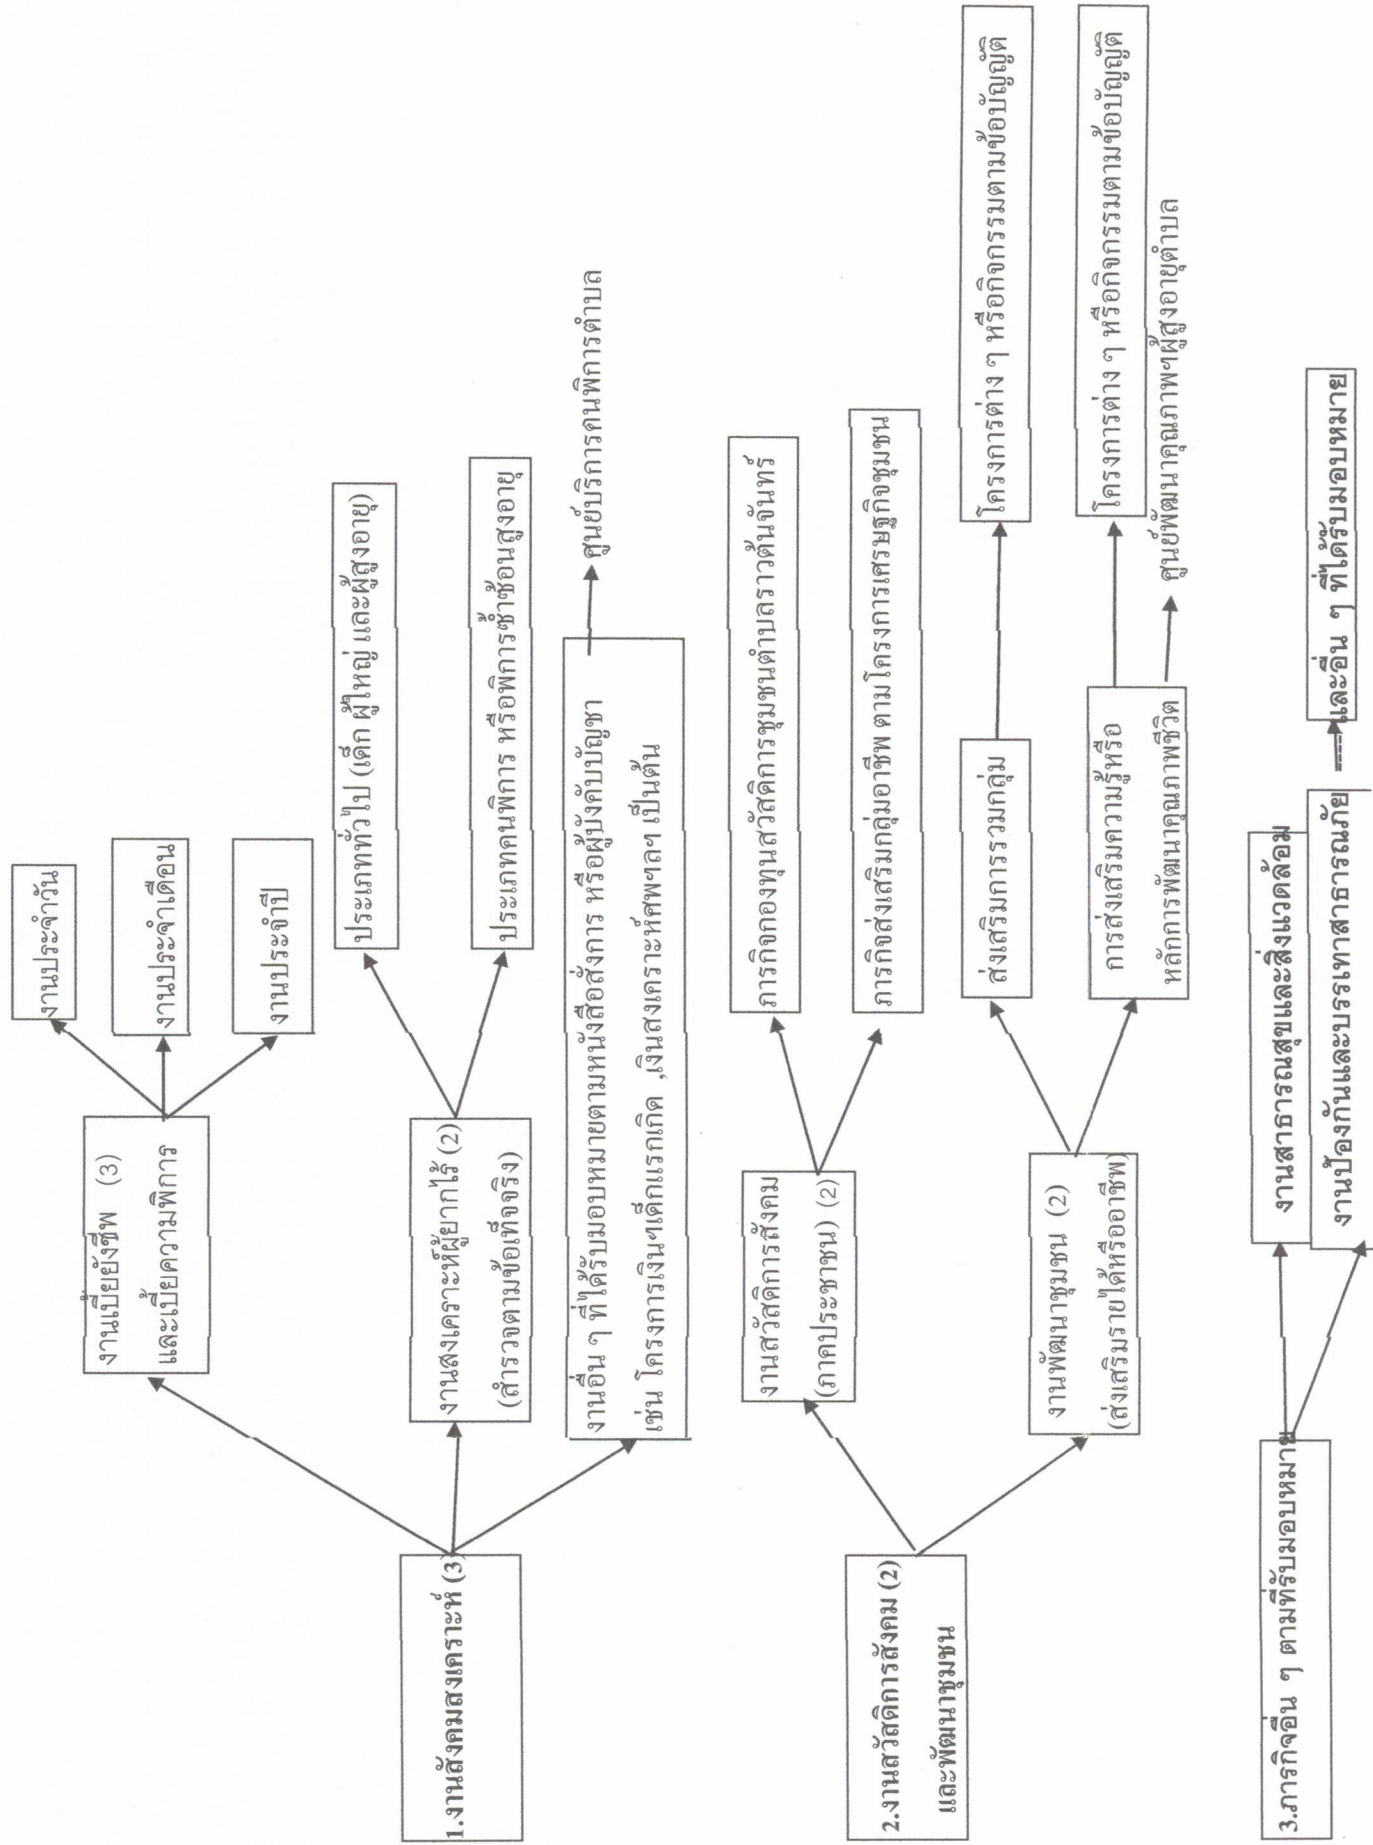 งานประจำวัน
งานเบี้ยยังชีพ (3)
และเบี้ยความพิการ
งานประจำเดือน
งานประจำปี
ประเภททั่วไป (เด็ก ผู้ใหญ่ และผู้สูงอายุ)
1.งานสังคมสงเคราะห์ (3)
งานสงเคราะห์ผู้ยากไร้ (2)
(สำรวจตามข้อเท็จจริง)
ประเภทคนพิการ หรือพิการซ้ำซ้อนสูงอายุ
งานอื่น ๆ ที่ได้รับมอบหมายตามหนังสือสั่งการ หรือผู้บังคับบัญชา
เช่น โครงการเงินฯเด็กแรกเกิด ,เงินสงเคราะห์ศพฯลฯ เป็นต้น
ศูนย์บริการคนพิการตำบล
ภารกิจกองทุนสวัสดิการชุมชนตำบลราวต้นจันทร์
งานสวัสดิการสังคม
(ภาคประชาชน) (2)
ภารกิจส่งเสริมกลุ่มอาชีพ ตามโครงการเศรษฐกิจชุมชน
2.งานสวัสดิการสังคม (2)
และพัฒนาชุมชน
ส่งเสริมการรวมกลุ่ม
โครงการต่าง ๆ หรือกิจกรรมตามข้อบัญญัติ
งานพัฒนาชุมชน (2)
(ส่งเสริมรายได้หรืออาชีพ)
การส่งเสริมความรู้หรือ
หลักการพัฒนาคุณภาพชีวิต
โครงการต่าง ๆ หรือกิจกรรมตามข้อบัญญัติ
ศูนย์พัฒนาคุณภาพฯผู้สูงอายุตำบล
3.ภารกิจอื่น ๆ ตามที่รับมอบหมาย
งานสาธารณสุขและสิ่งแวดล้อม
งานป้องกันและบรรเทาสาธารณภัย
และอื่น ๆ ที่ได้รับมอบหมาย